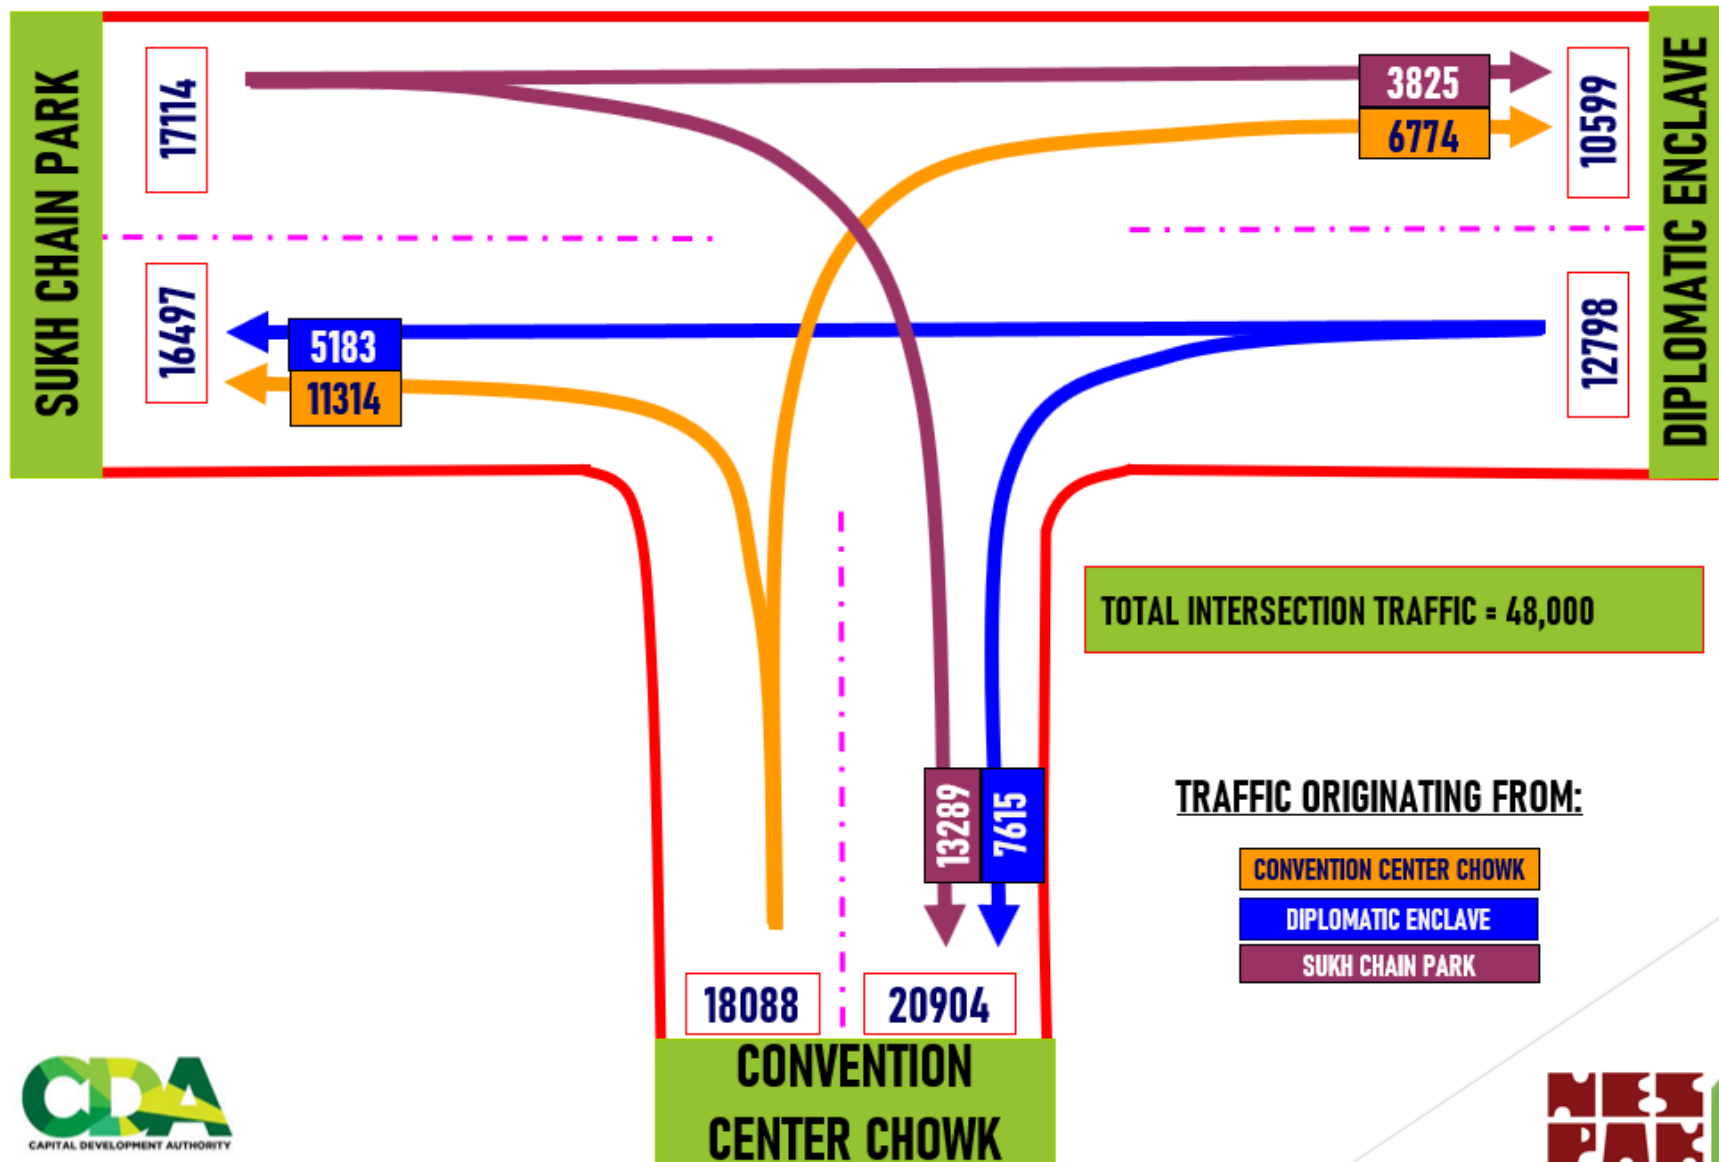 SUKH CHAIN PARK
17114
3825
6774
10599
DIPLOMATIC ENCLAVE
16497
5183
11314
12798
TOTAL INTERSECTION TRAFFIC = 48,000
13289
7615
TRAFFIC ORIGINATING FROM:
CONVENTION CENTER CHOWK
DIPLOMATIC ENCLAVE
SUKH CHAIN PARK
18088
20904
CONVENTION
CENTER CHOWK
CDA
CAPITAL DEVELOPMENT AUTHORITY